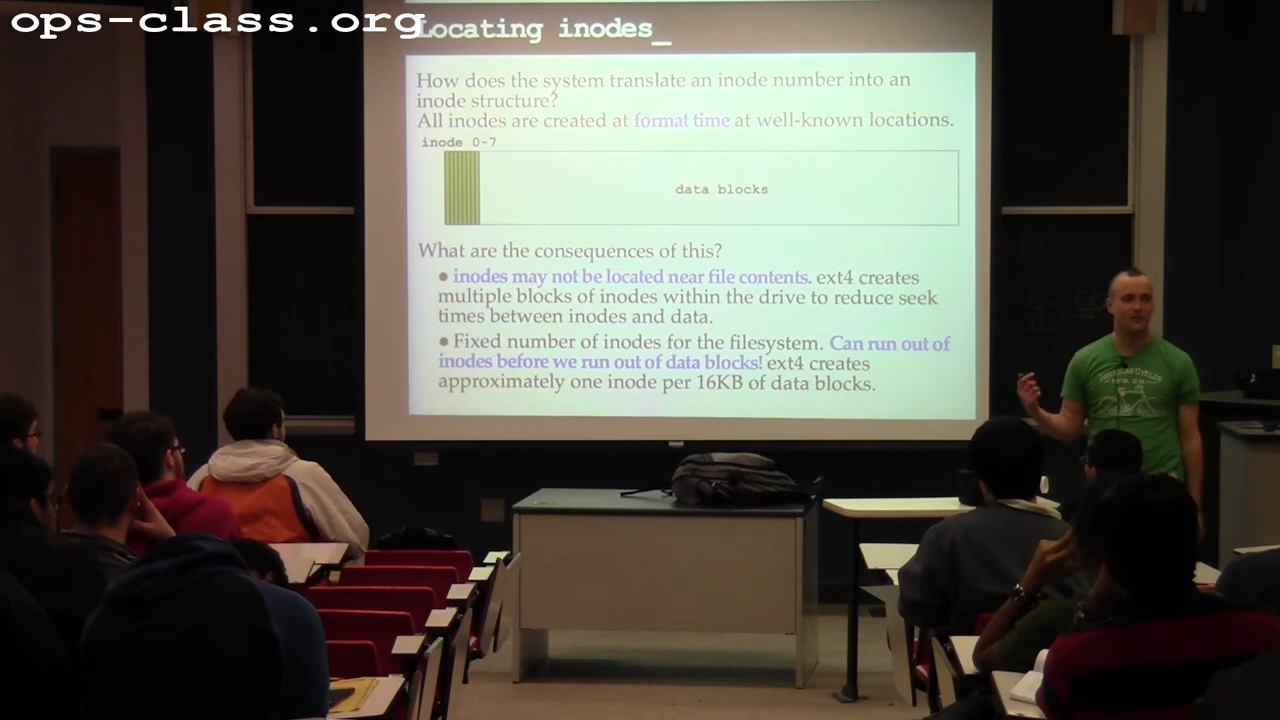 ops-class.org
Locating inodes_
How does the system translate an inode number into an
inode structure?
All inodes are created at format time at well-known locations.
inode 0-7
data blocks
What are the consequences of this?
● inodes may not be located near file contents. ext4 creates
multiple blocks of inodes within the drive to reduce seek
times between inodes and data.
● Fixed number of inodes for the filesystem. Can run out of
inodes before we run out of data blocks! ext4 creates
approximately one inode per 16KB of data blocks.